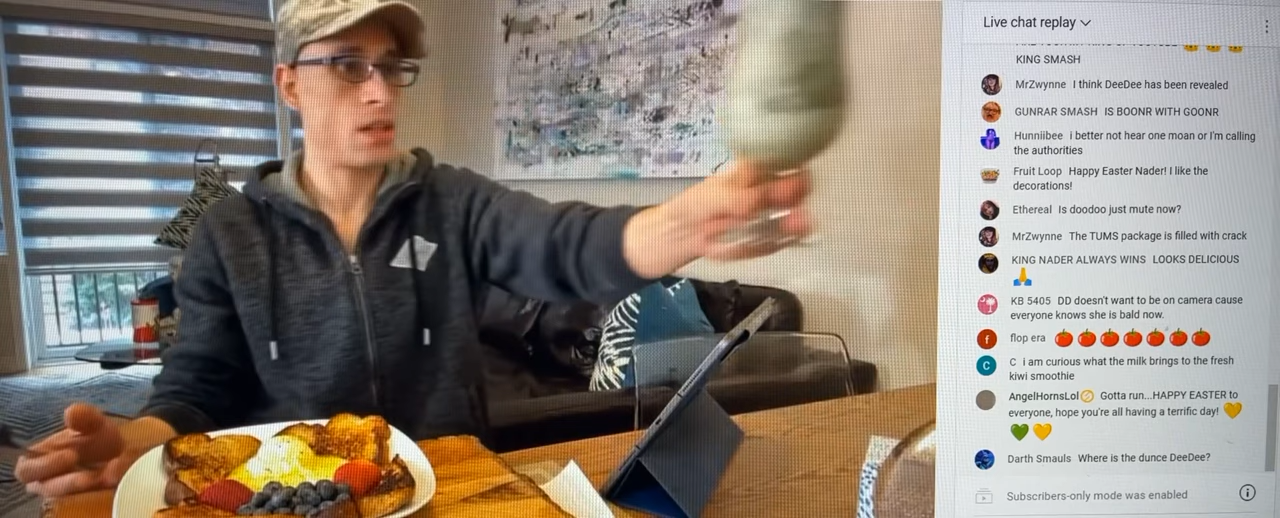 Live chat replay
KING SMASH
MrZwynne I think DeeDee has been revealed
GUNRAR SMASH IS BOONR WITH GOONR
Hunniibee i better not hear one moan or I'm calling
the authorities
Fruit Loop Happy Easter Nader! I like the
decorations!
Ethereal Is doodoo just mute now?
MrZwynne The TUMS package is filled with crack
KING NADER ALWAYS WINS LOOKS DELICIOUS
🙏
KB 5405 DD doesn't want to be on camera cause
everyone knows she is bald now.
f flop era 🍅🍅🍅🍅🍅🍅🍅
C C i am curious what the milk brings to the fresh
kiwi smoothie
AngelHornsLol Gotta run...HAPPY EASTER to
everyone, hope you're all having a terrific day! 💛
💚 💛
Darth Smauls Where is the dunce DeeDee?
Subscribers-only mode was enabled